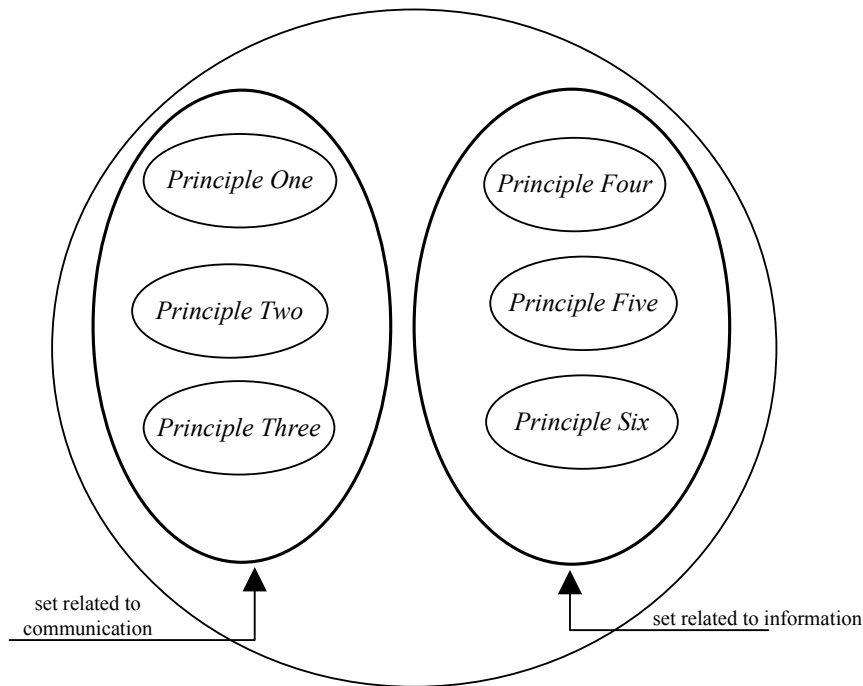 Principle One
Principle Two
Principle Three
Principle Four
Principle Five
Principle Six
set related to
communication
set related to information